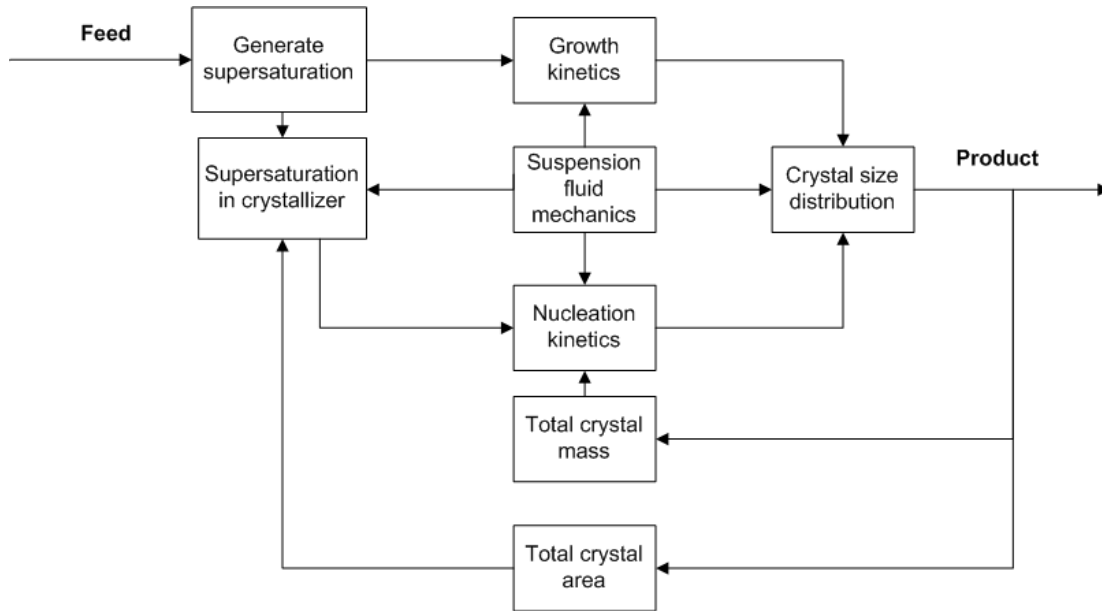 Feed
Generate
supersaturation
Growth
kinetics
Supersaturation
in crystallizer
Suspension
fluid
mechanics
Crystal size
distribution
Product
Nucleation
kinetics
Total crystal
mass
Total crystal
area